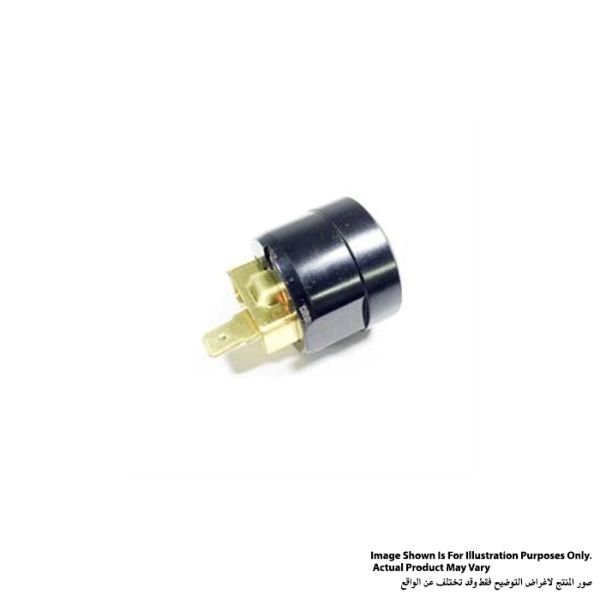 Image Shown Is For Illustration Purposes Only.
Actual Product May Vary
صور المنتج لاغراض التوضيح فقط وقد تختلف عن الواقع